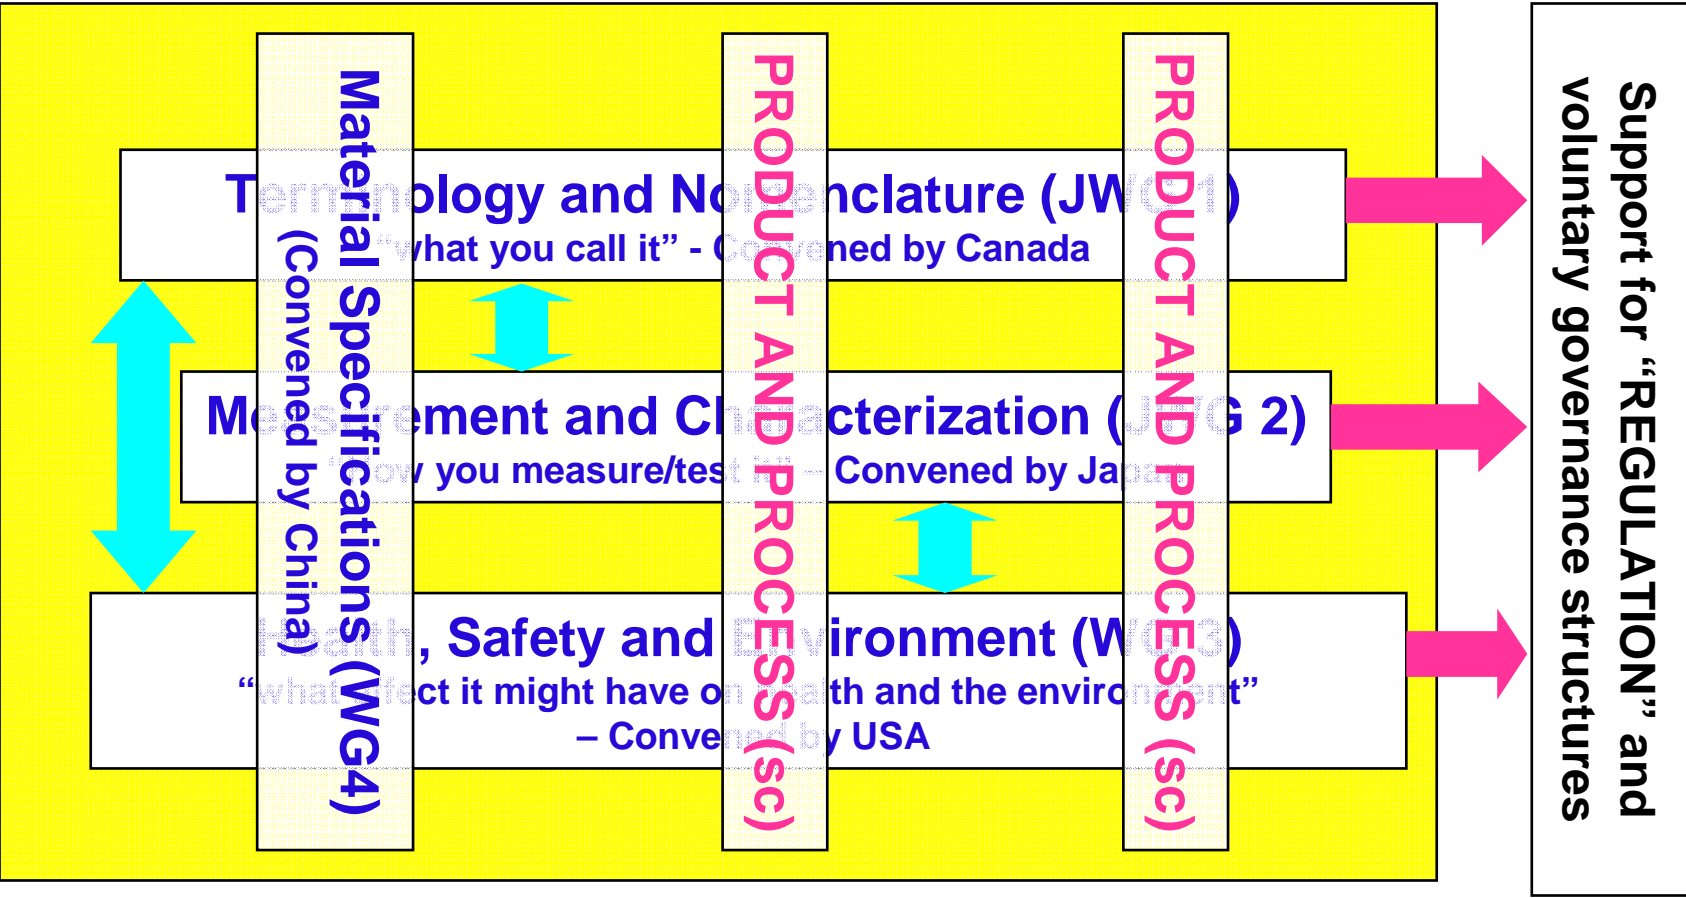 Terminology and Nomenclature (JWG 1)
“what you call it” - Convened by Canada
Measurement and Characterization (JWG 2)
“How you measure/test it” – Convened by Japan
Health, Safety and Environment (WG 3)
“what effect it might have on health and the environment”
– Convened by USA
Material Specifications (WG4)
(Convened by China)
PRODUCT AND PROCESS (sc)
PRODUCT AND PROCESS (sc)
Support for “REGULATION” and
voluntary governance structures